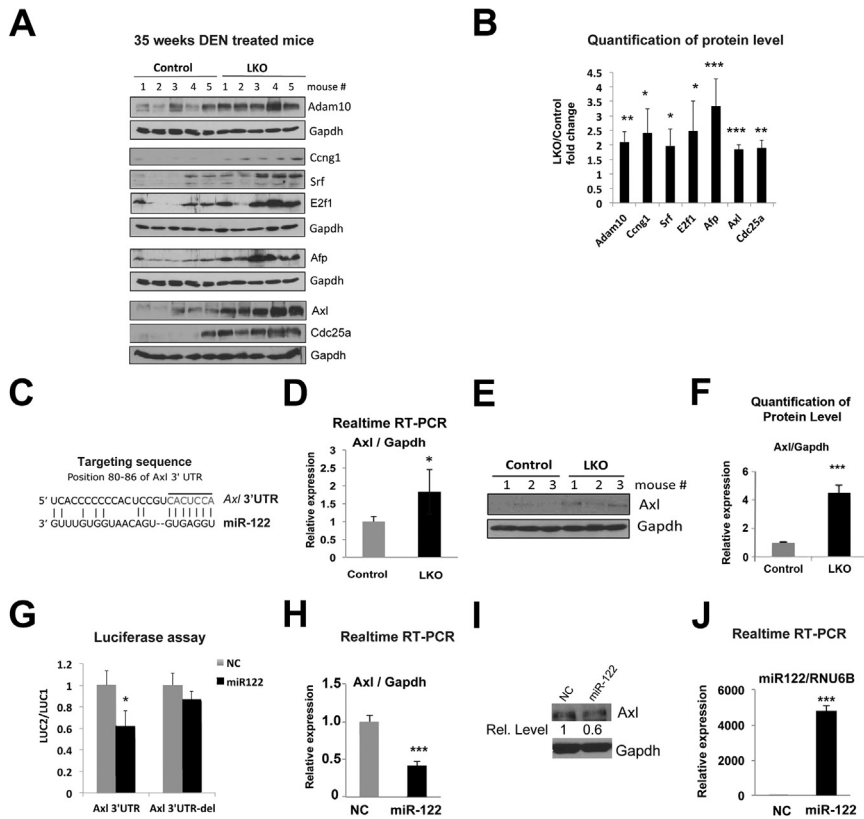 A
35 weeks DEN treated mice
Control LKO
1 2 3 4 5 1 2 3 4 5 mouse #
Adam10
Gapdh
Ccng1
Srf
E2f1
Gapdh
Afp
Gapdh
Axl
Cdc25a
Gapdh
B
Quantification of protein level
LKO/Control
fold change
4.5
4
3.5
3
2.5
2
1.5
1
0.5
0
** * * * *** *** **
Adam10 Ccng1 Srf E2f1 Afp Axl Cdc25a
C
Targeting sequence
Position 80-86 of Axl 3' UTR
5' UCACCCCCCCACUCCGUCACUCCA Axl 3'UTR
3' GUUUGUGGUAACAGU--GUGAGGU miR-122
D
Realtime RT-PCR
Axl / Gapdh
Relative expression
3.0
2.5
2.0
1.5
1.0
0.5
0.0
*
Control LKO
E
Control LKO
1 2 3 1 2 3 mouse #
Axl
Gapdh
F
Quantification of
Protein Level
Axl/Gapdh
Relative expression
6
4
2
0
***
Control LKO
G
Luciferase assay
NC
miR122
LUC2/LUC1
1.2
1
0.8
0.6
0.4
0.2
0
*
Axl 3'UTR Axl 3'UTR-del
H
Realtime RT-PCR
Axl / Gapdh
Relative expression
1.5
1.0
0.5
0.0
***
NC miR-122
I
NC miR-122
Axl
Rel. Level 1 0.6
Gapdh
J
Realtime RT-PCR
miR122/RNU6B
Relative expression
6000
4000
2000
0
***
NC miR-122